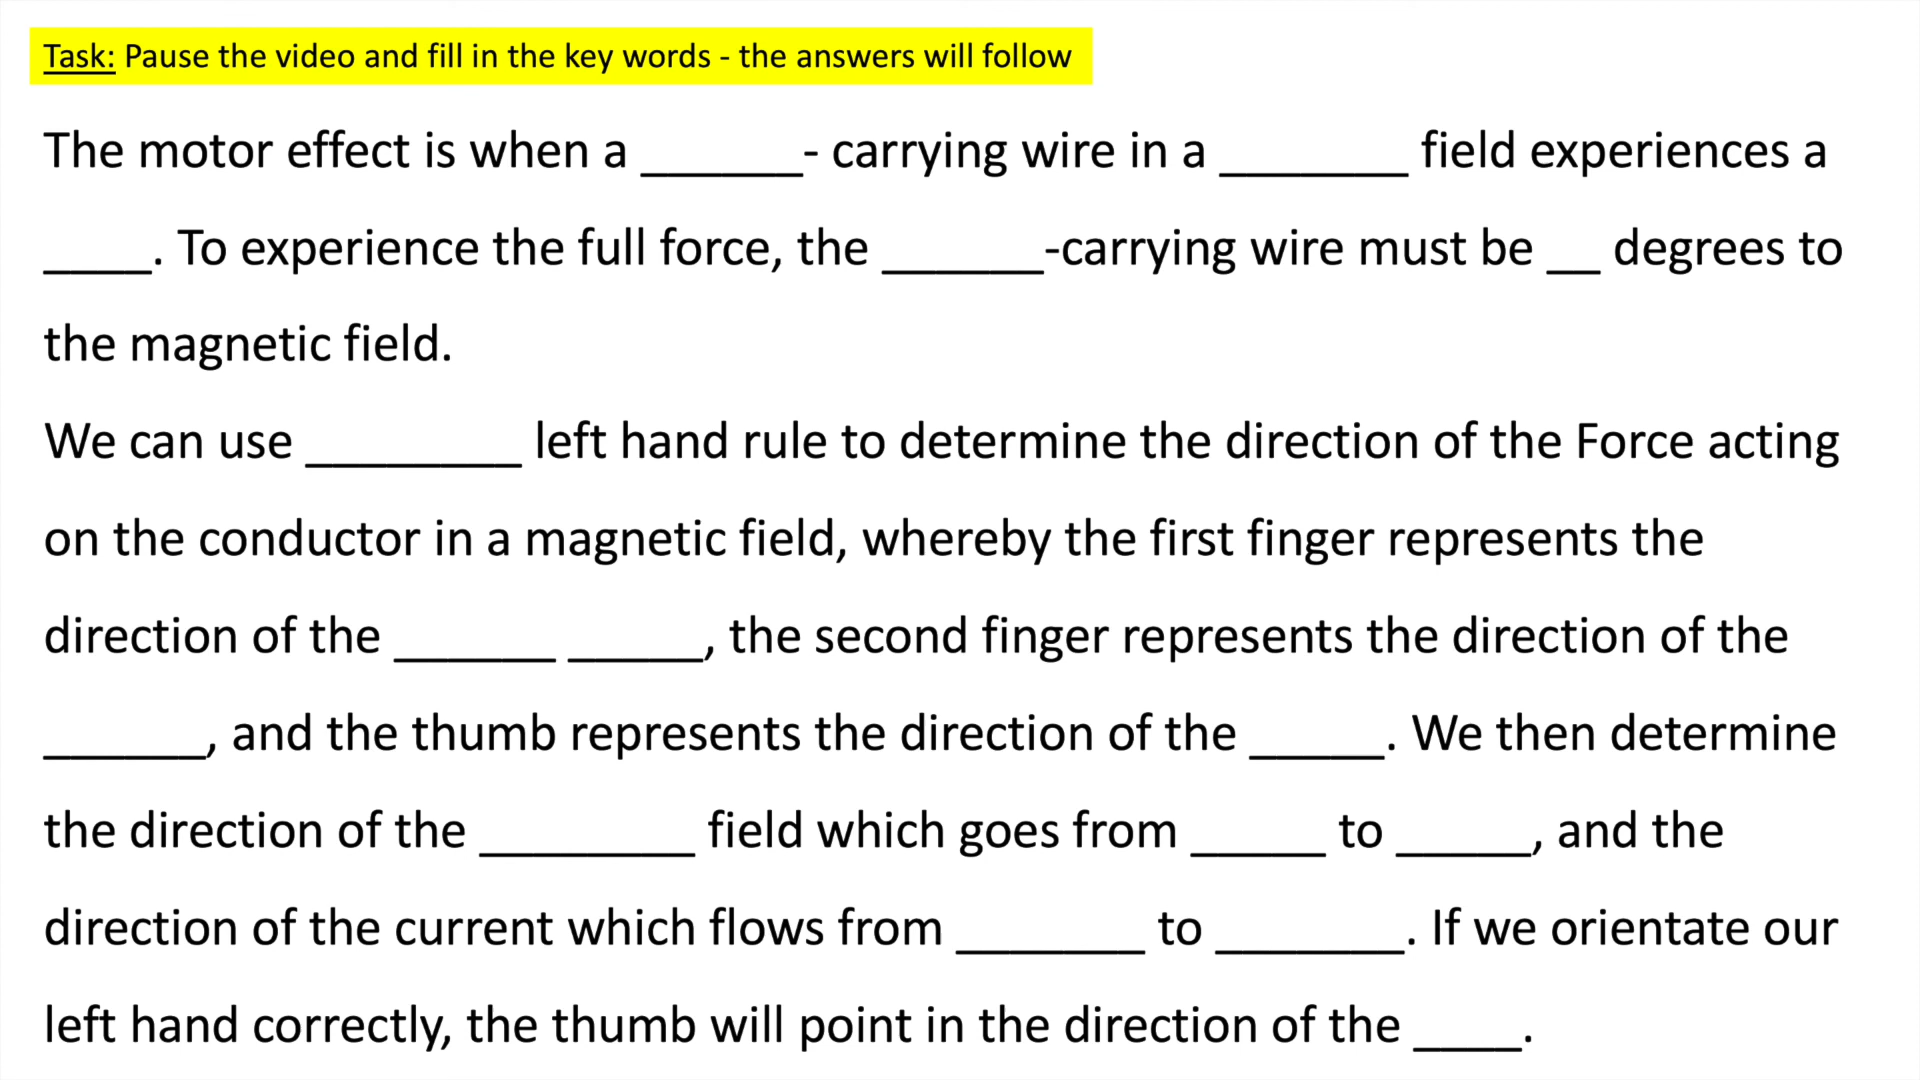 Task: Pause the video and fill in the key words - the answers will follow
The motor effect is when a ______- carrying wire in a _______ field experiences a
____. To experience the full force, the ______-carrying wire must be __ degrees to
the magnetic field.
We can use ________ left hand rule to determine the direction of the Force acting
on the conductor in a magnetic field, whereby the first finger represents the
direction of the ______ _____, the second finger represents the direction of the
______, and the thumb represents the direction of the _____. We then determine
the direction of the ________ field which goes from _____ to _____, and the
direction of the current which flows from _______ to _______. If we orientate our
left hand correctly, the thumb will point in the direction of the ____.